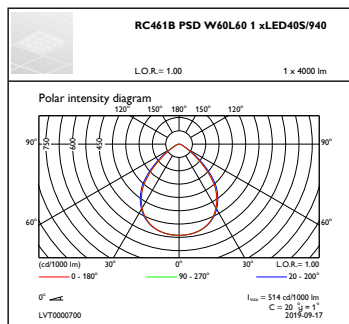 RC461B PSD W60L60 1 xLED40S/940
L.O.R.= 1.00 1 x 4000 lm
Polar intensity diagram
120° 150° 180° 150° 120°
750 600 450
90° 90°
60° 60°
(cd/1000 lm) 30° 0° 30° L.O.R.= 1.00
0 - 180° 90 - 270° 20 - 200°
0° Imax = 514 cd/1000 lm
C = 20
LVT0000700 2019-09-17